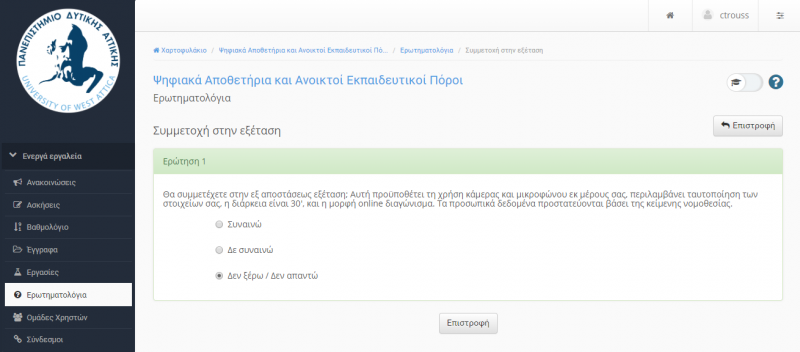 ΠΑΝΕΠΙΣΤΗΜΙΟ ΔΥΤΙΚΗΣ ΑΤΤΙΚΗΣ
UNIVERSITY OF WEST ATTICA
ctrouss
Χαρτοφυλάκιο / Ψηφιακά Αποθετήρια και Ανοικτοί Εκπαιδευτικοί Πό... / Ερωτηματολόγια / Συμμετοχή στην εξέταση
Ψηφιακά Αποθετήρια και Ανοικτοί Εκπαιδευτικοί Πόροι
Ερωτηματολόγια
Συμμετοχή στην εξέταση
Επιστροφή
Ενεργά εργαλεία
Ανακοινώσεις
Ασκήσεις
Βαθμολόγιο
Έγγραφα
Εργασίες
Ερωτηματολόγια
Ομάδες Χρηστών
Σύνδεσμοι
Ερώτηση 1
Θα συμμετέχετε στην εξ αποστάσεως εξέταση; Αυτή προϋποθέτει τη χρήση κάμερας και μικροφώνου εκ μέρους σας, περιλαμβάνει ταυτοποίηση των
στοιχείων σας, η διάρκεια είναι 30', και η μορφή online διαγώνισμα. Τα προσωπικά δεδομένα προστατεύονται βάσει της κείμενης νομοθεσίας.
Συναινώ
Δε συναινώ
Δεν ξέρω / Δεν απαντώ
Επιστροφή